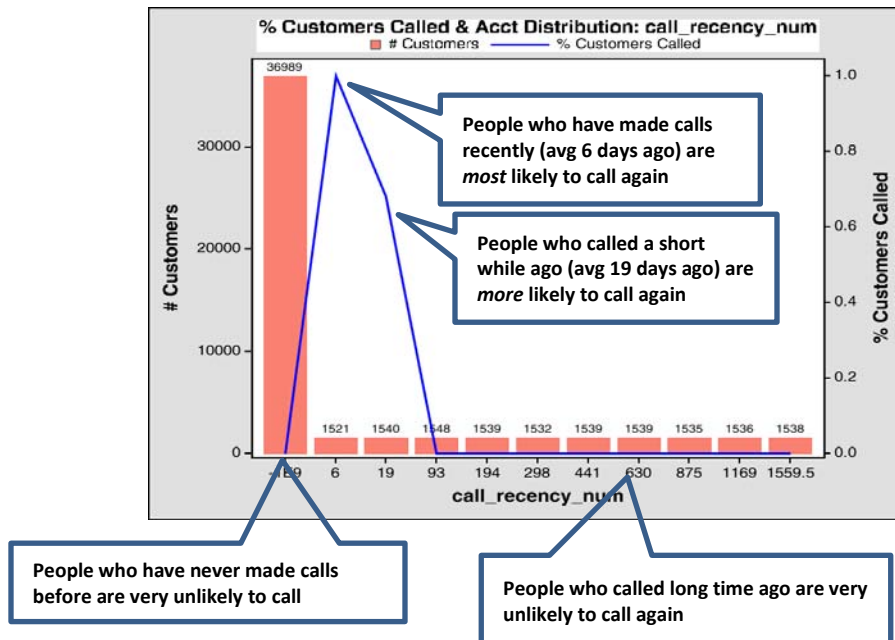 % Customers Called & Acct Distribution: call_recency_num
# Customers % Customers Called
36989
1.0
People who have made calls
recently (avg 6 days ago) are
most likely to call again
30000
0.8
# Customers
% Customers Called
0.6
People who called a short
while ago (avg 19 days ago) are
more likely to call again
20000
0.4
10000
0.2
1521 1540 1548 1539 1532 1539 1539 1535 1536 1538
0
0.0
-1E9 6 19 93 194 298 441 630 875 1169 1559.5
call_recency_num
People who have never made calls
before are very unlikely to call
People who called long time ago are very
unlikely to call again